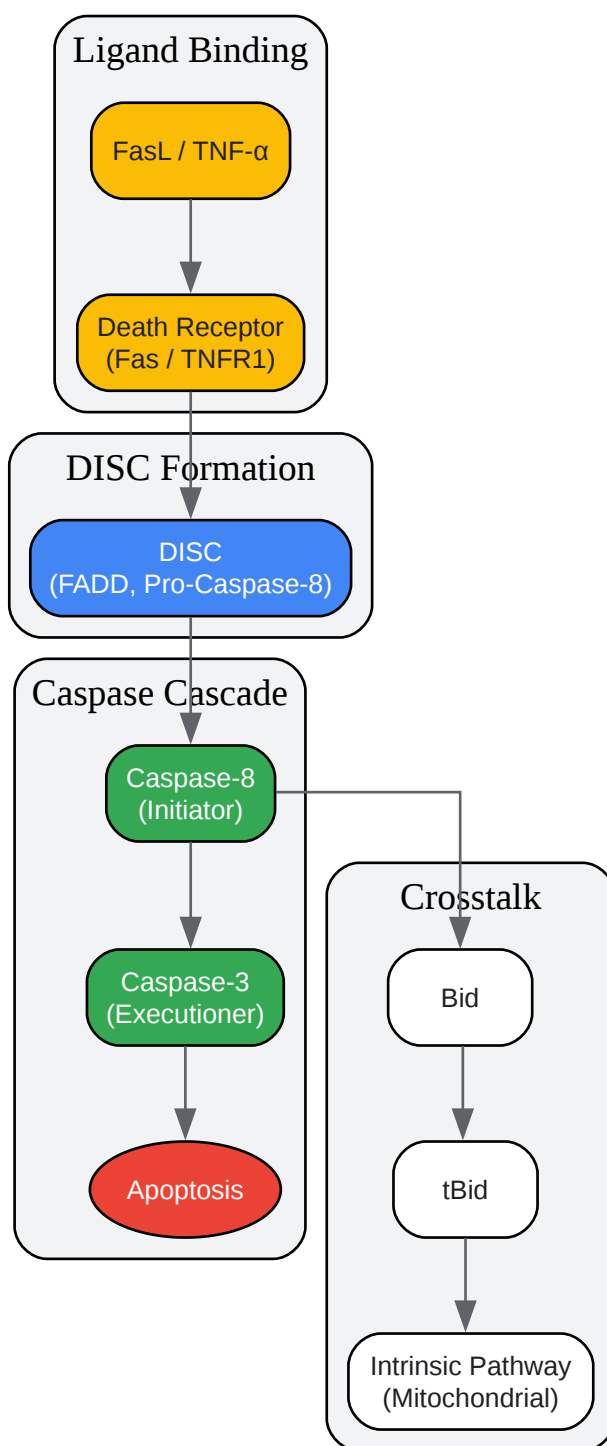 Ligand Binding
FasL / TNF-α
Death Receptor
(Fas / TNFR1)
DISC Formation
DISC
(FADD, Pro-Caspase-8)
Caspase Cascade
Caspase-8
(Initiator)
Caspase-3
(Executioner)
Apoptosis
Crosstalk
Bid
tBid
Intrinsic Pathway
(Mitochondrial)